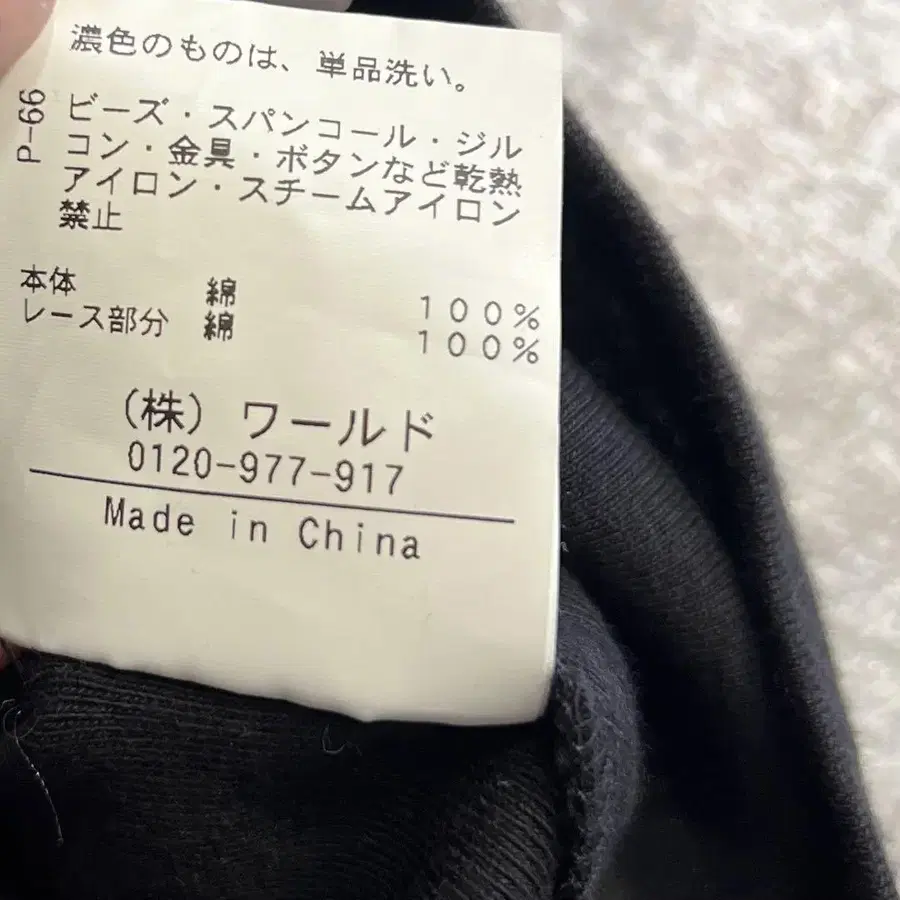 濃色のものは、単品洗い。
P-66
ビーズ・スパンコール・ジル
コン・金具・ボタンなど乾熱
アイロン・スチームアイロン
禁止
本体 綿 100%
レース部分 綿 100%
(株) ワールド
0120-977-917
Made in China